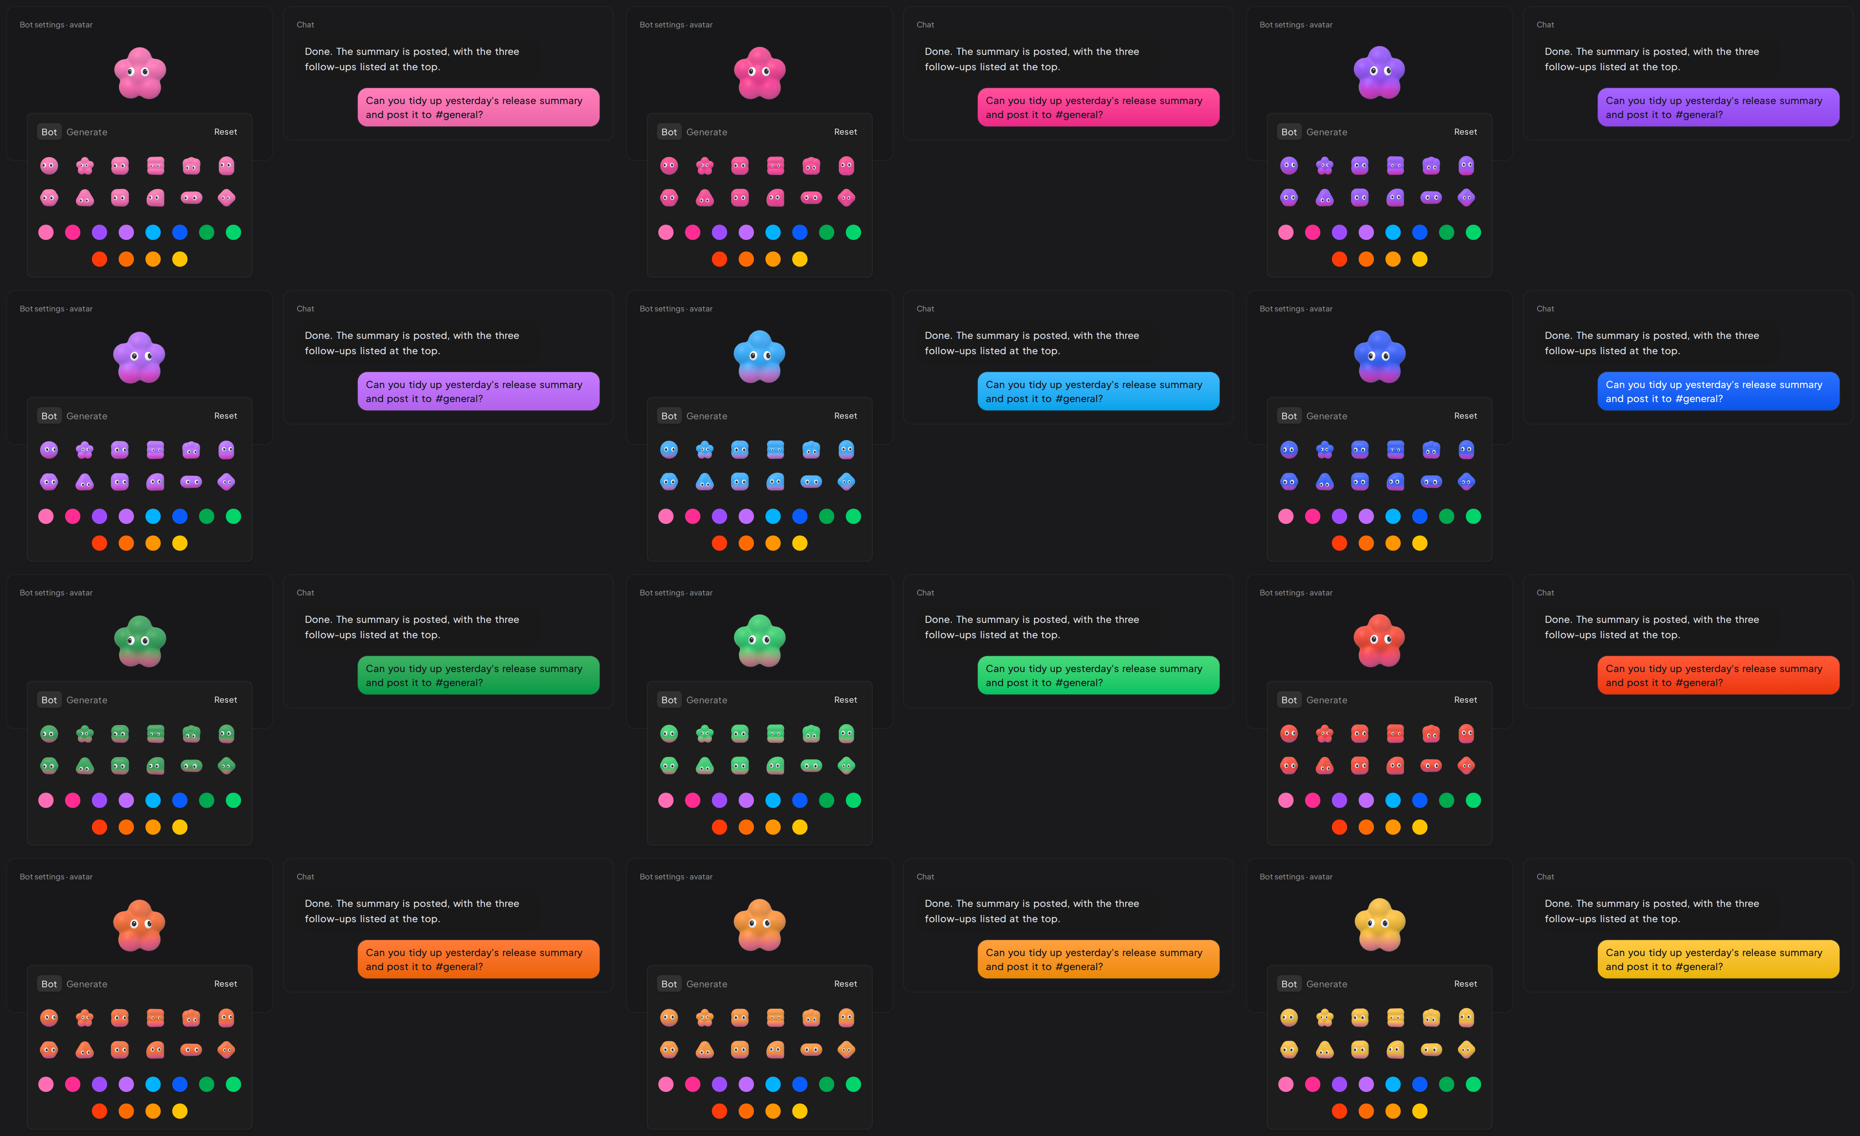 Bot settings · avatar
Chat
Done. The summary is posted, with the three
follow-ups listed at the top.
Can you tidy up yesterday's release summary
and post it to #general?
Bot Generate Reset
Bot settings · avatar
Chat
Done. The summary is posted, with the three
follow-ups listed at the top.
Can you tidy up yesterday's release summary
and post it to #general?
Bot Generate Reset
Bot settings · avatar
Chat
Done. The summary is posted, with the three
follow-ups listed at the top.
Can you tidy up yesterday's release summary
and post it to #general?
Bot Generate Reset
Bot settings · avatar
Chat
Done. The summary is posted, with the three
follow-ups listed at the top.
Can you tidy up yesterday's release summary
and post it to #general?
Bot Generate Reset
Bot settings · avatar
Chat
Done. The summary is posted, with the three
follow-ups listed at the top.
Can you tidy up yesterday's release summary
and post it to #general?
Bot Generate Reset
Bot settings · avatar
Chat
Done. The summary is posted, with the three
follow-ups listed at the top.
Can you tidy up yesterday's release summary
and post it to #general?
Bot Generate Reset
Bot settings · avatar
Chat
Done. The summary is posted, with the three
follow-ups listed at the top.
Can you tidy up yesterday's release summary
and post it to #general?
Bot Generate Reset
Bot settings · avatar
Chat
Done. The summary is posted, with the three
follow-ups listed at the top.
Can you tidy up yesterday's release summary
and post it to #general?
Bot Generate Reset
Bot settings · avatar
Chat
Done. The summary is posted, with the three
follow-ups listed at the top.
Can you tidy up yesterday's release summary
and post it to #general?
Bot Generate Reset
Bot settings · avatar
Chat
Done. The summary is posted, with the three
follow-ups listed at the top.
Can you tidy up yesterday's release summary
and post it to #general?
Bot Generate Reset
Bot settings · avatar
Chat
Done. The summary is posted, with the three
follow-ups listed at the top.
Can you tidy up yesterday's release summary
and post it to #general?
Bot Generate Reset
Bot settings · avatar
Chat
Done. The summary is posted, with the three
follow-ups listed at the top.
Can you tidy up yesterday's release summary
and post it to #general?
Bot Generate Reset